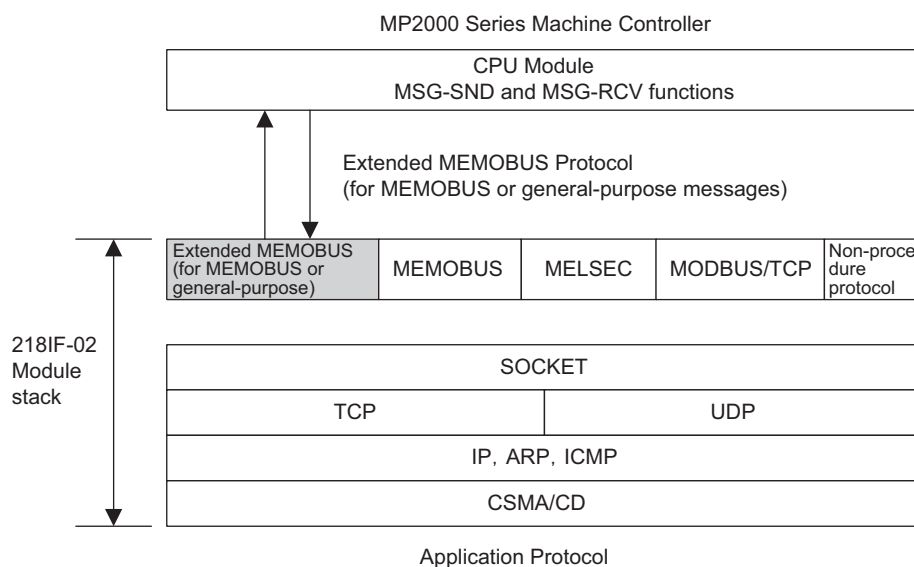 MP2000 Series Machine Controller
CPU Module
MSG-SND and MSG-RCV functions
Extended MEMOBUS Protocol
(for MEMOBUS or general-purpose messages)
Extended MEMOBUS
(for MEMOBUS or
general-purpose)
MEMOBUS
MELSEC
MODBUS/TCP
Non-proce
dure
protocol
218IF-02
Module
stack
SOCKET
TCP
UDP
IP, ARP, ICMP
CSMA/CD
Application Protocol